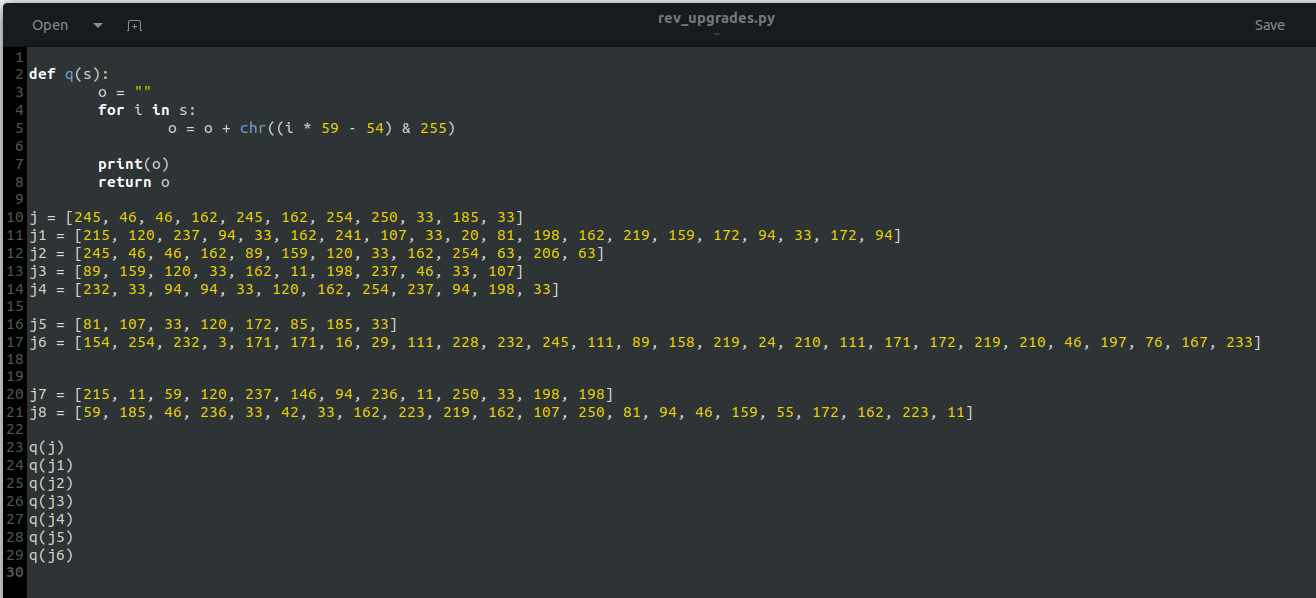 Open
rev_upgrades.py
~
Save
1
2 def q(s):
3 o = ""
4 for i in s:
5 o = o + chr((i * 59 - 54) & 255)
6
7 print(o)
8 return o
9
10 j = [245, 46, 46, 162, 245, 162, 254, 250, 33, 185, 33]
11 j1 = [215, 120, 237, 94, 33, 162, 241, 107, 33, 20, 81, 198, 162, 219, 159, 172, 94, 33, 172, 94]
12 j2 = [245, 46, 46, 162, 89, 159, 120, 33, 162, 254, 63, 206, 63]
13 j3 = [89, 159, 120, 33, 162, 11, 198, 237, 46, 33, 107]
14 j4 = [232, 33, 94, 94, 33, 120, 162, 254, 237, 94, 198, 33]
15
16 j5 = [81, 107, 33, 120, 172, 85, 185, 33]
17 j6 = [154, 254, 232, 3, 171, 171, 16, 29, 111, 228, 232, 245, 111, 89, 158, 219, 24, 210, 111, 171, 172, 219, 210, 46, 197, 76, 167, 233]
18
19
20 j7 = [215, 11, 59, 120, 237, 146, 94, 236, 11, 250, 33, 198, 198]
21 j8 = [59, 185, 46, 236, 33, 42, 33, 162, 223, 219, 162, 107, 250, 81, 94, 46, 159, 55, 172, 162, 223, 11]
22
23 q(j)
24 q(j1)
25 q(j2)
26 q(j3)
27 q(j4)
28 q(j5)
29 q(j6)
30